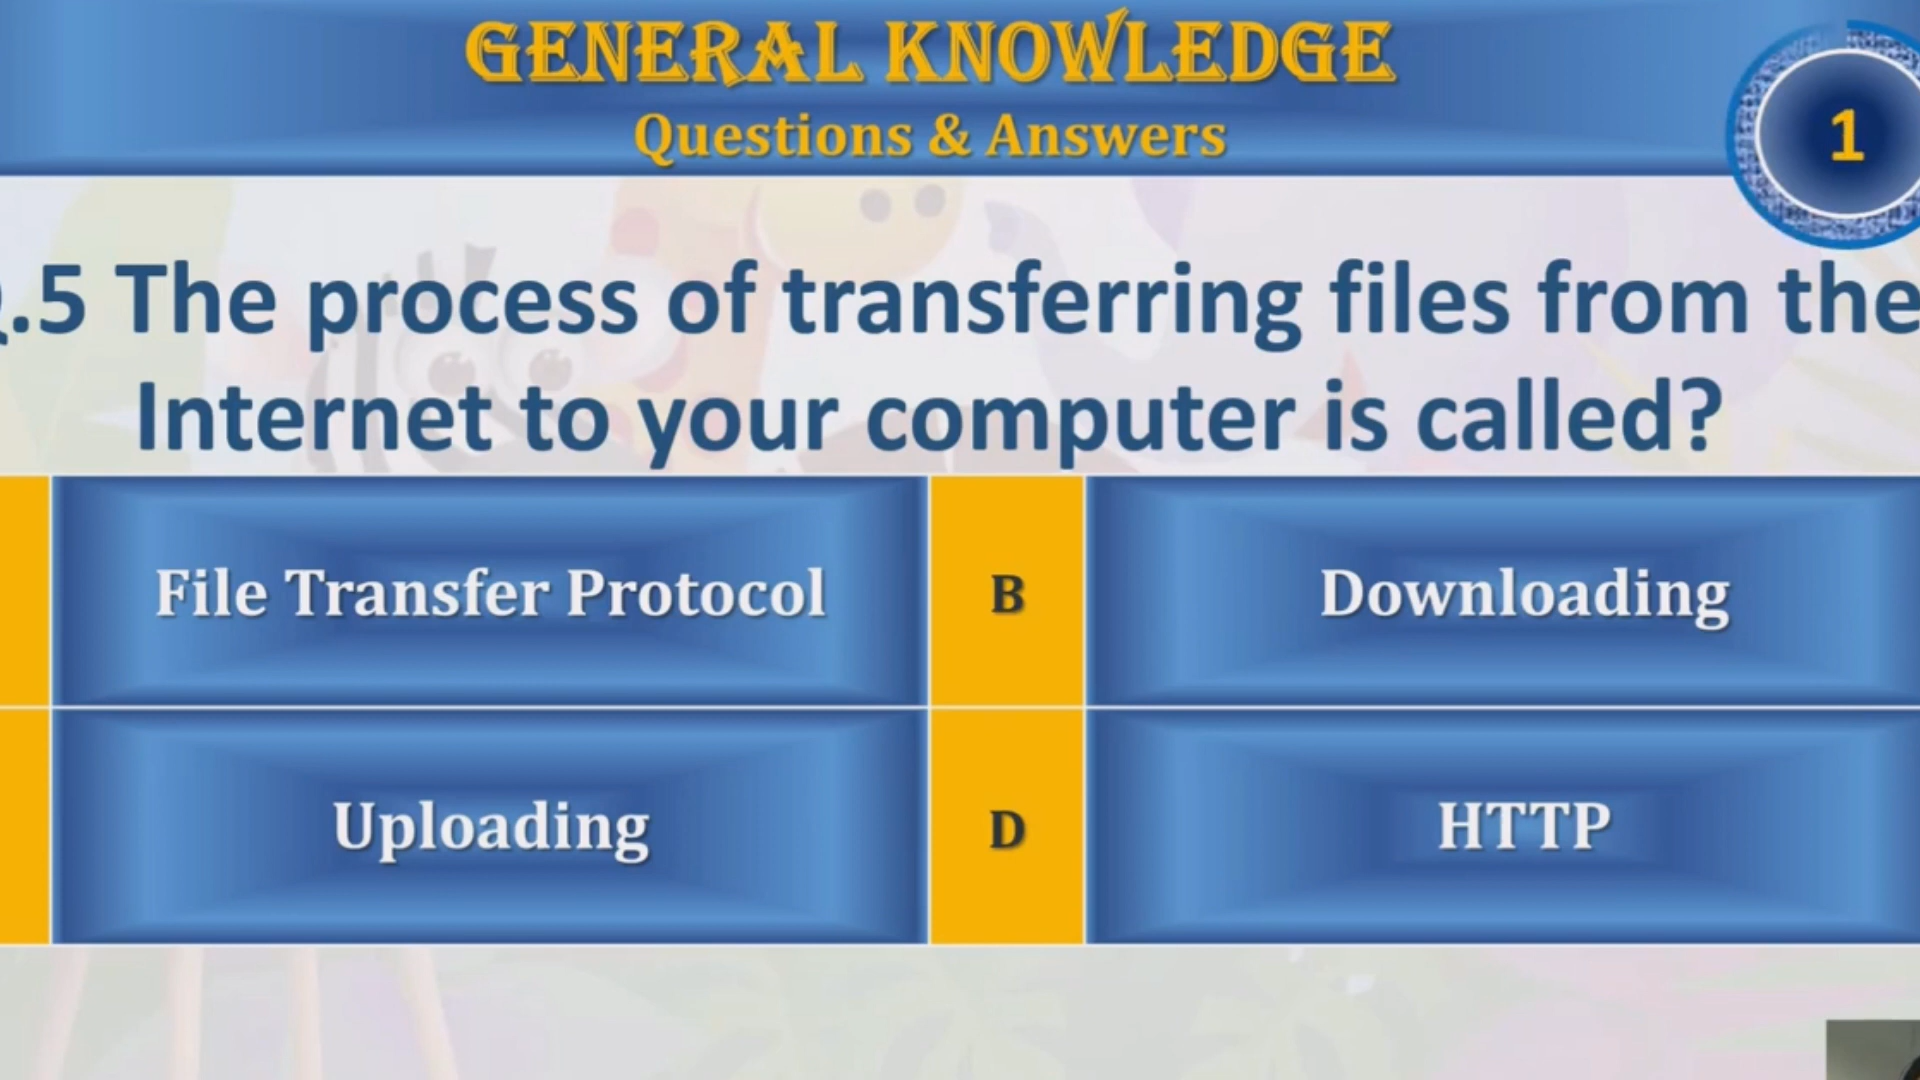 GENERAL KNOWLEDGE
Questions & Answers
1
.5 The process of transferring files from the
Internet to your computer is called?
File Transfer Protocol
B
Downloading
Uploading
D
HTTP